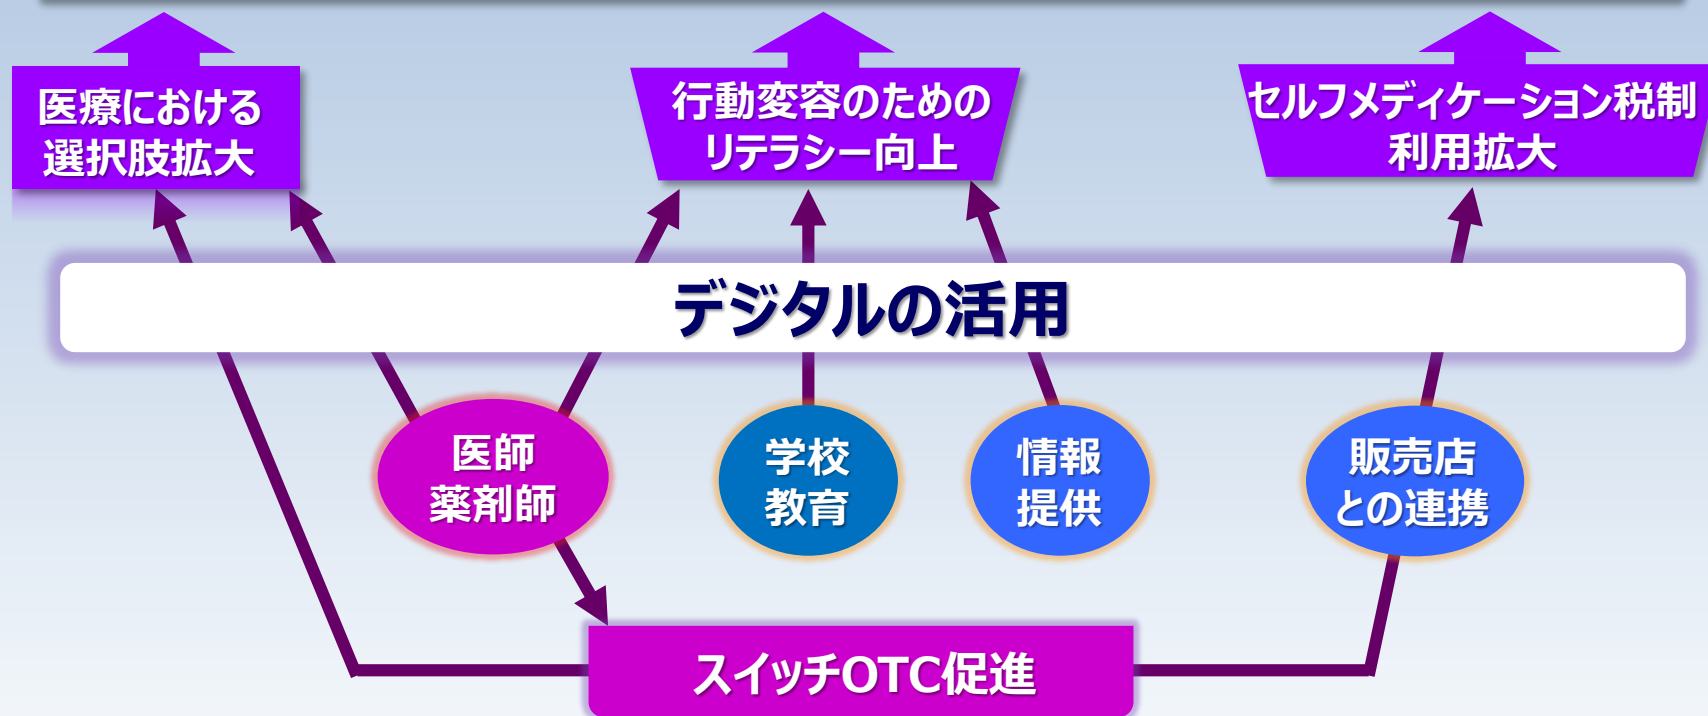 医療における
選択肢拡大
行動変容のための
リテラシー向上
セルフメディケーション税制
利用拡大
デジタルの活用
医師
薬剤師
学校
教育
情報
提供
販売店
との連携
スイッチOTC促進